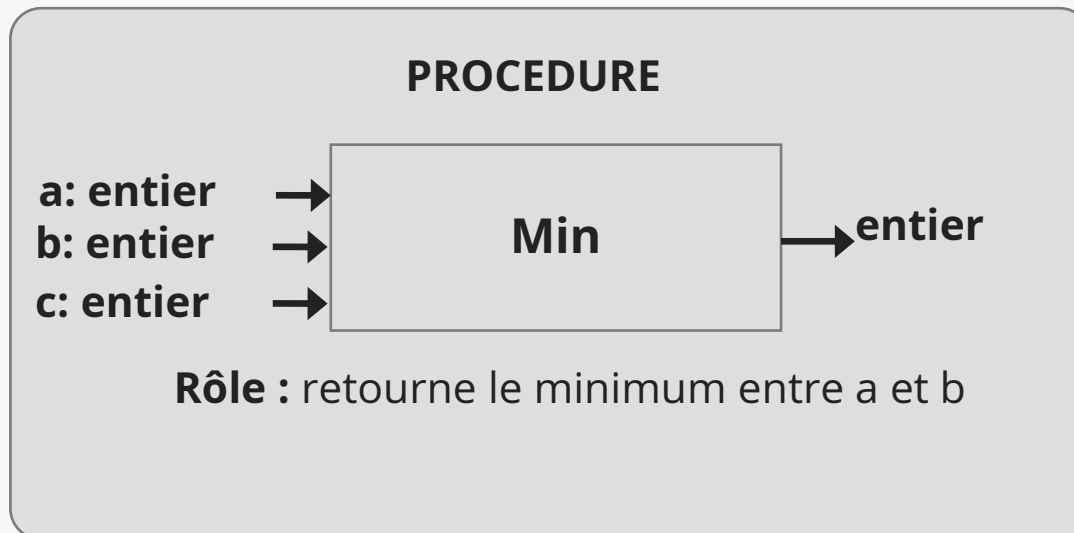 PROCEDURE
a: entier
b: entier
c: entier
Min
entier
Rôle : retourne le minimum entre a et b